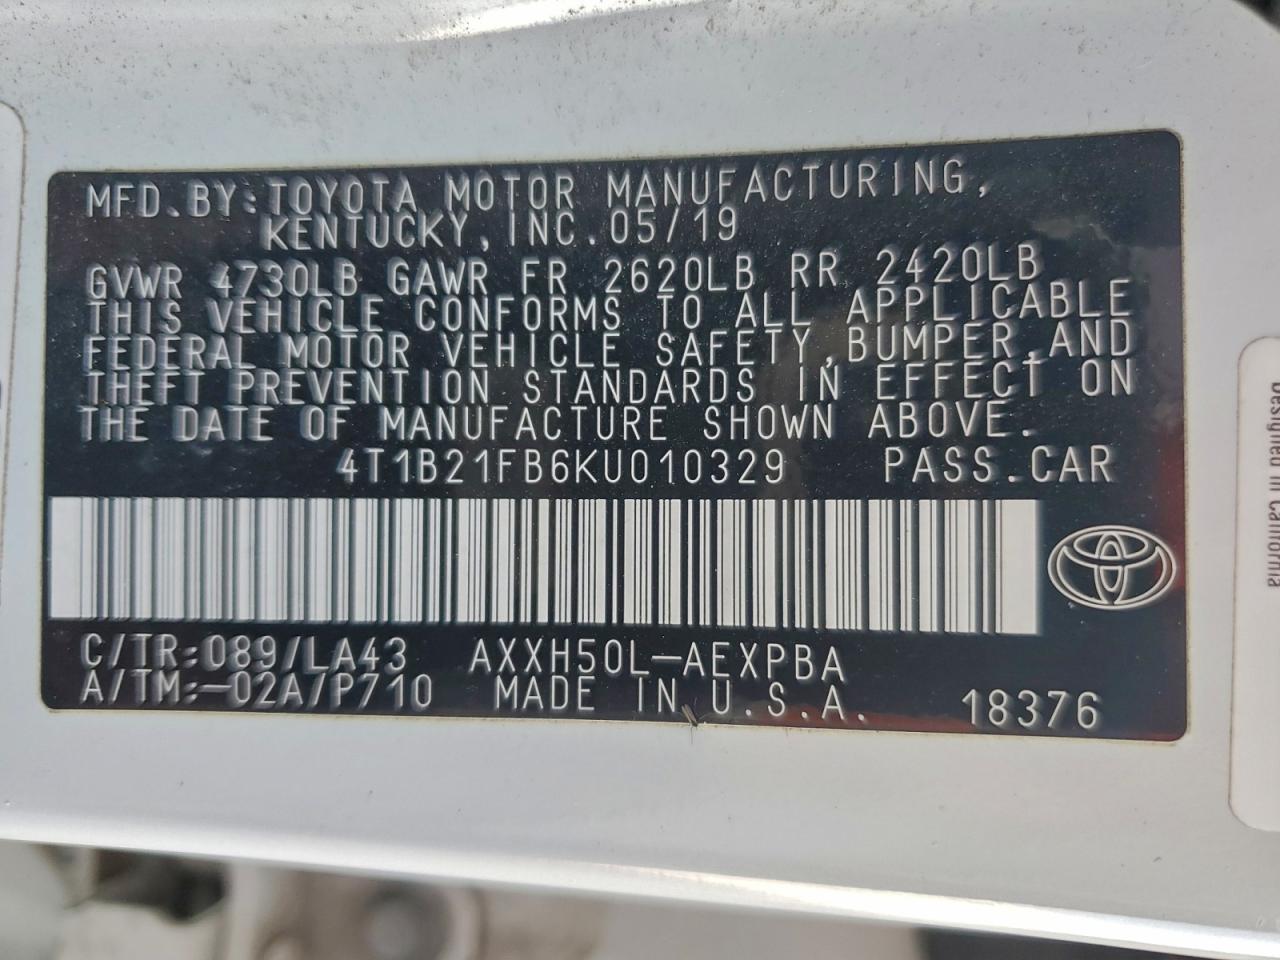 MFD.BY:TOYOTA MOTOR MANUFACTURING,
KENTUCKY,INC.05/19
GVWR 4730LB GAWR FR 2620LB RR 2420LB
THIS VEHICLE CONFORMS TO ALL APPLICABLE
FEDERAL MOTOR VEHICLE SAFETY,BUMPER,AND
THEFT PREVENTION STANDARDS IN EFFECT ON
THE DATE OF MANUFACTURE SHOWN ABOVE.
4T1B21FB6KU010329 PASS.CAR
C/TR:089/LA43 AXXH50L-AEXPBA
A/TM:-02A/P710 MADE IN U.S.A. 18376
Designed in California